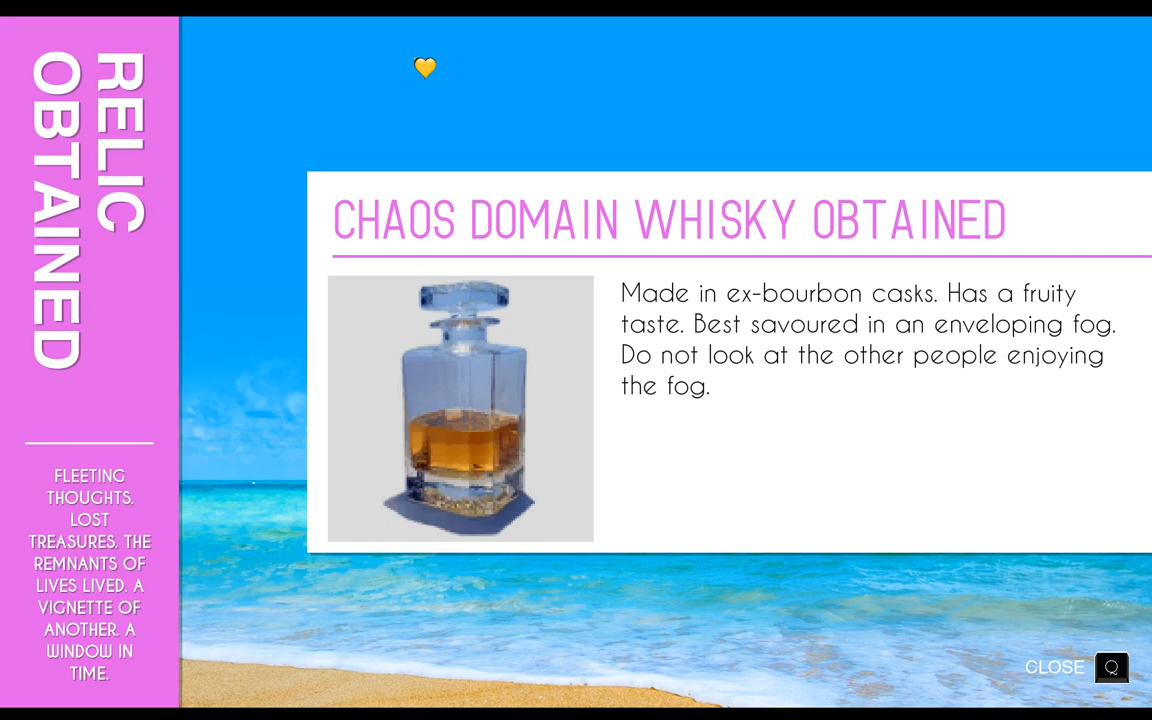 RELIC
OBTAINED
FLEETING
THOUGHTS.
LOST
TREASURES. THE
REMNANTS OF
LIVES LIVED. A
VIGNETTE OF
ANOTHER. A
WINDOW IN
TIME.
CHAOS DOMAIN WHISKY OBTAINED
Made in ex-bourbon casks. Has a fruity
taste. Best savoured in an enveloping fog.
Do not look at the other people enjoying
the fog.
CLOSE Q